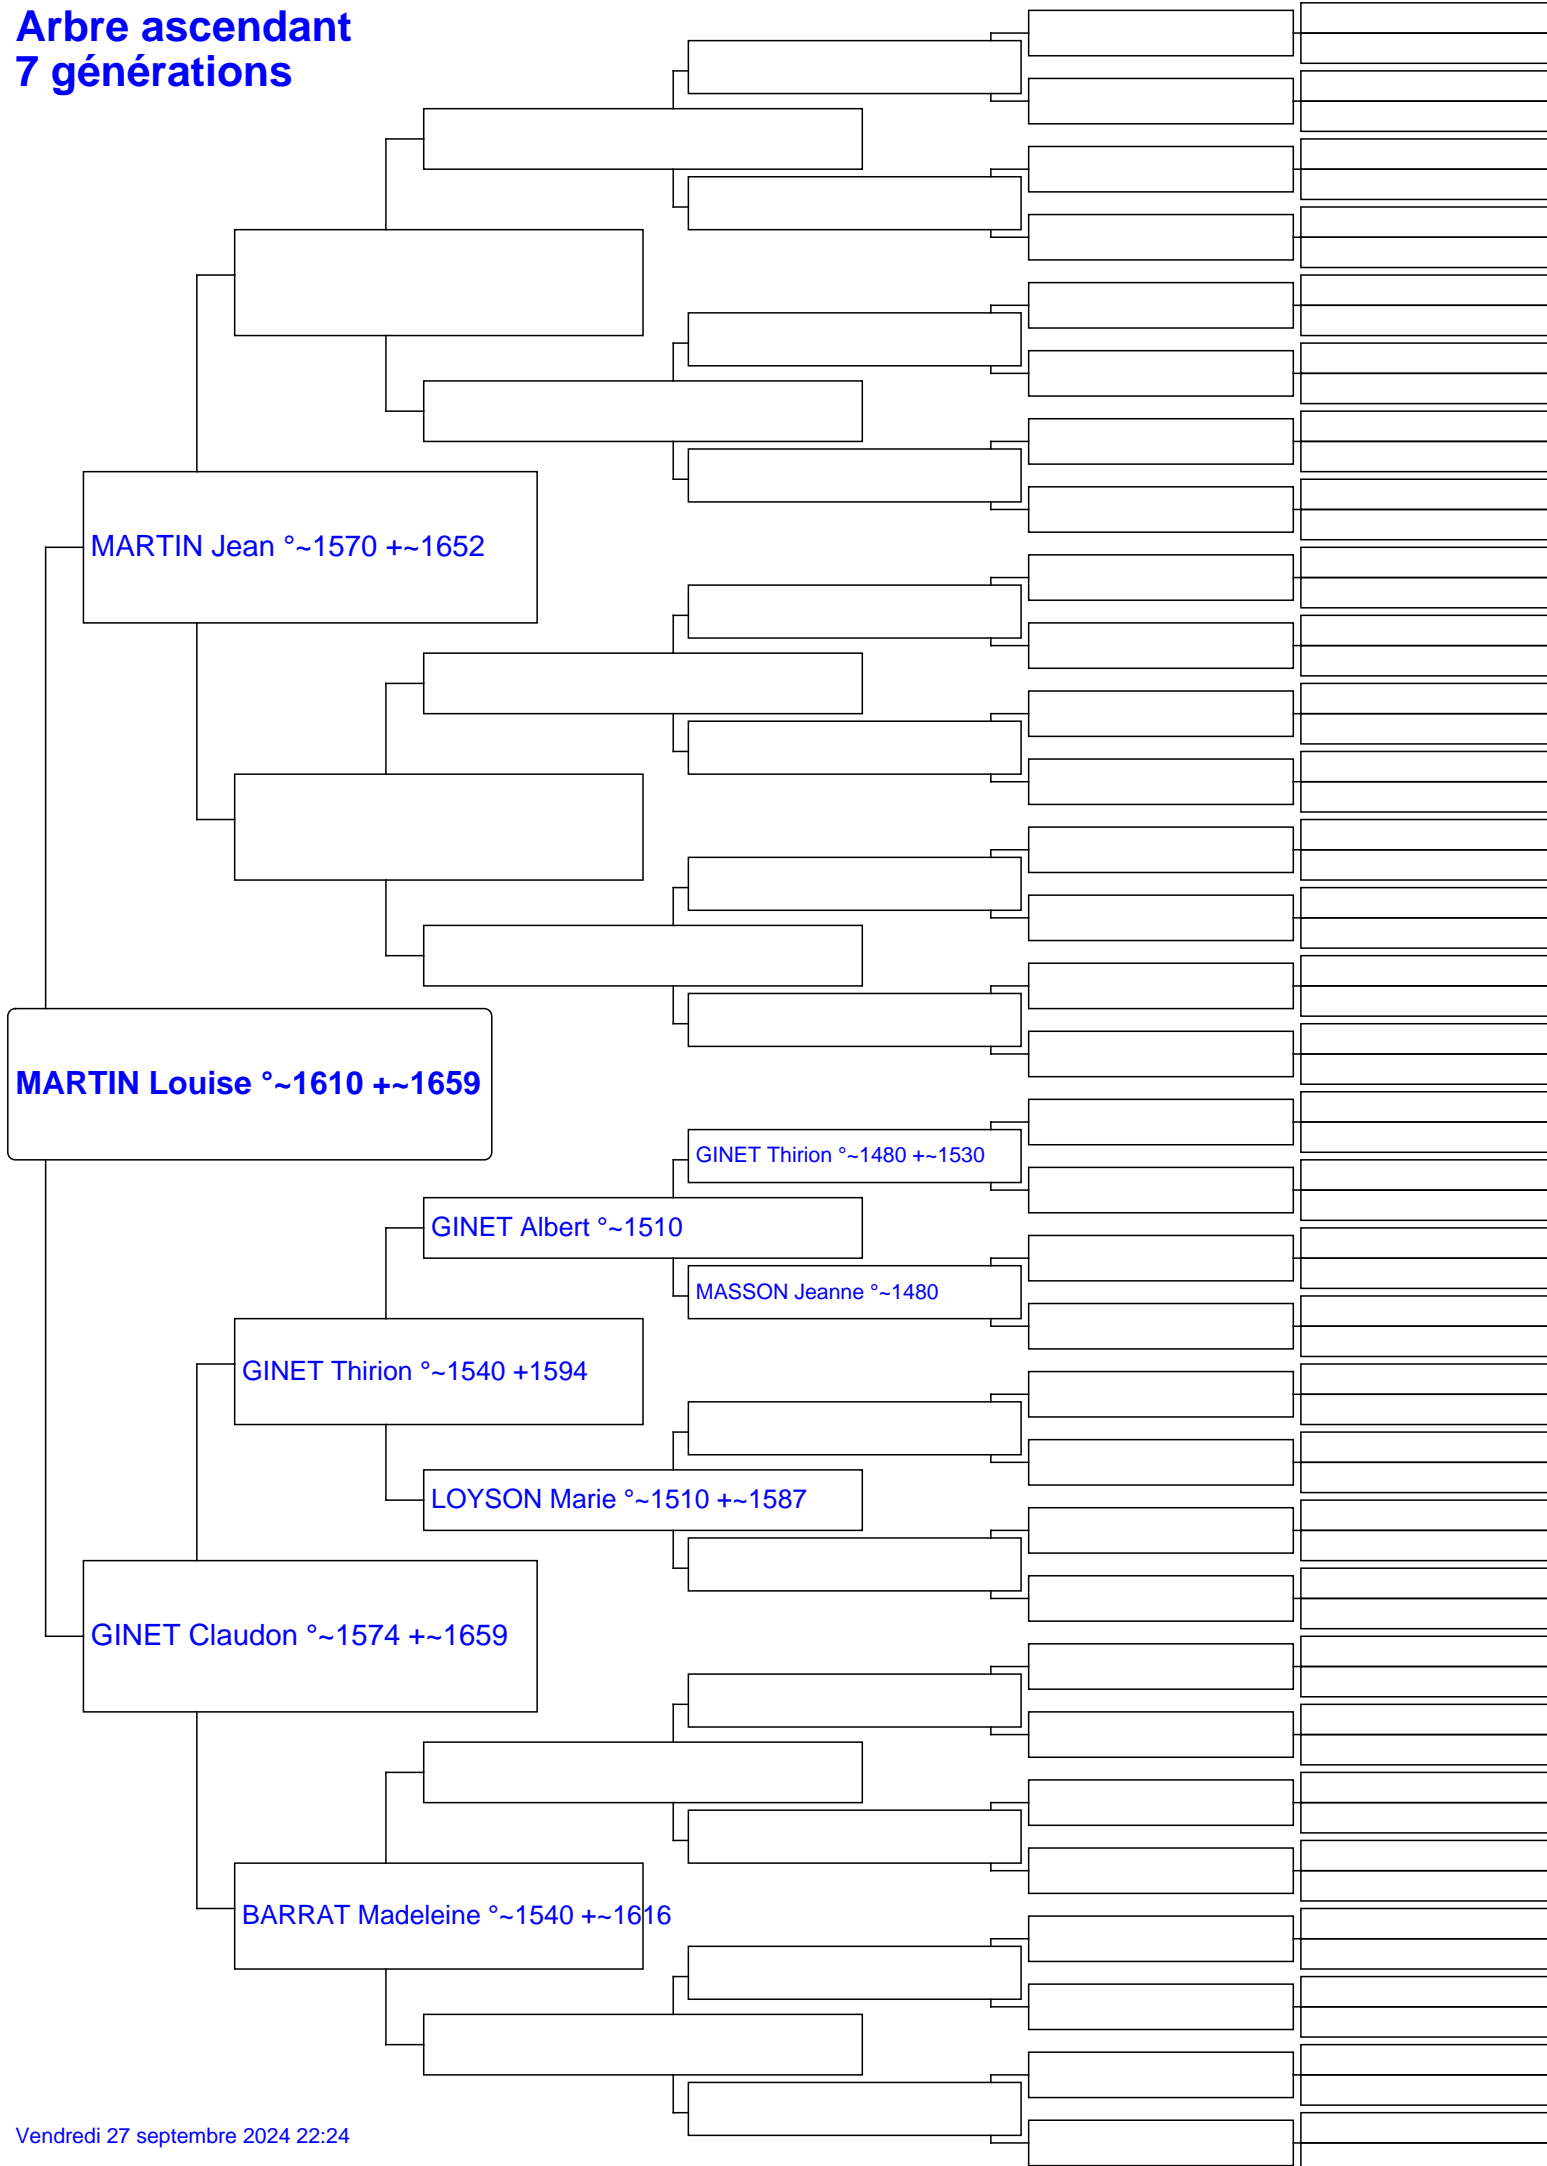 Arbre ascendant
7 générations
MARTIN Jean °~1570 +~1652
MARTIN Louise °~1610 +~1659
GINET Thirion °~1480 +~1530
GINET Albert °~1510
MASSON Jeanne °~1480
GINET Thirion °~1540 +1594
LOYSON Marie °~1510 +~1587
GINET Claudon °~1574 +~1659
BARRAT Madeleine °~1540 +~1616
Vendredi 27 septembre 2024 22:24